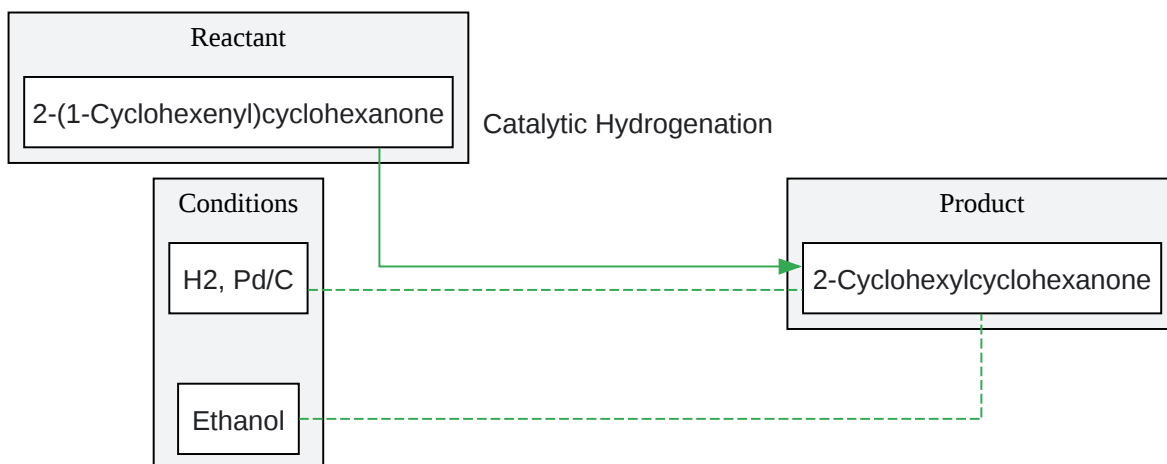 Reactant
2-(1-Cyclohexenyl)cyclohexanone
Catalytic Hydrogenation
Conditions
H2, Pd/C
Ethanol
Product
2-Cyclohexylcyclohexanone